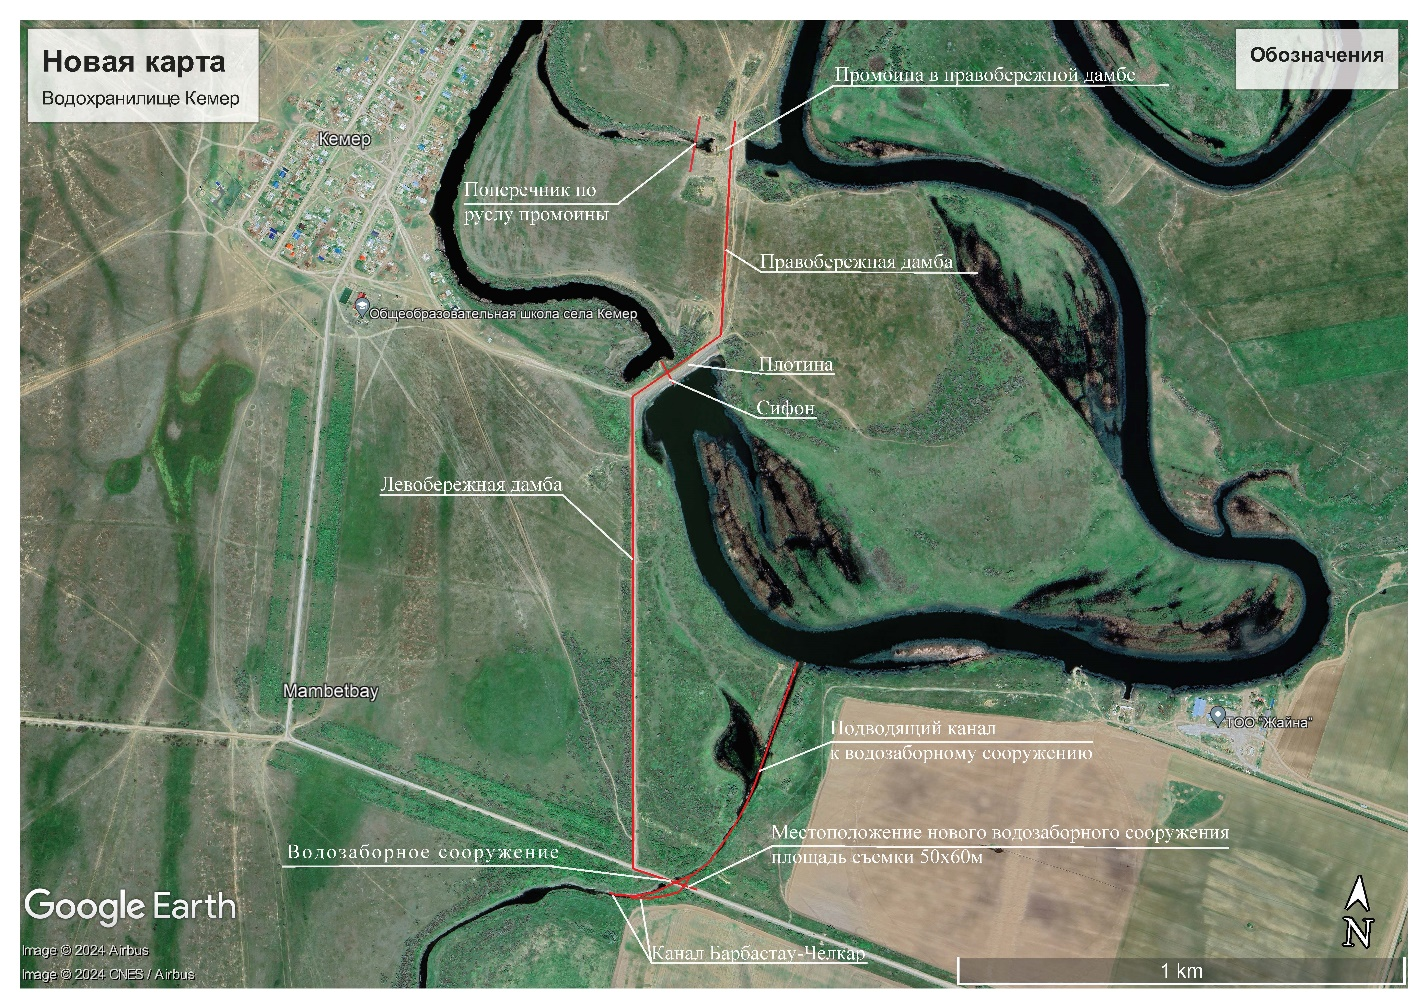 Новая карта
Водохранилище Кемер
Обозначения
Промоина в правобережной дамбе
Кемер
Поперечник по
руслу промоины
Правобережная дамба
Общеобразовательная школа села Кемер
Плотина
Сифон
Левобережная дамба
Mambetbay
ТОО "Жайна"
Подводящий канал
к водозаборному сооружению
Местоположение нового водозаборного сооружения
площадь съемки 50х60м
Водозаборное сооружение
Google Earth
Image © 2024 Airbus
Image © 2024 CNES / Airbus
Канал Барбастау-Челкар
N
1 km